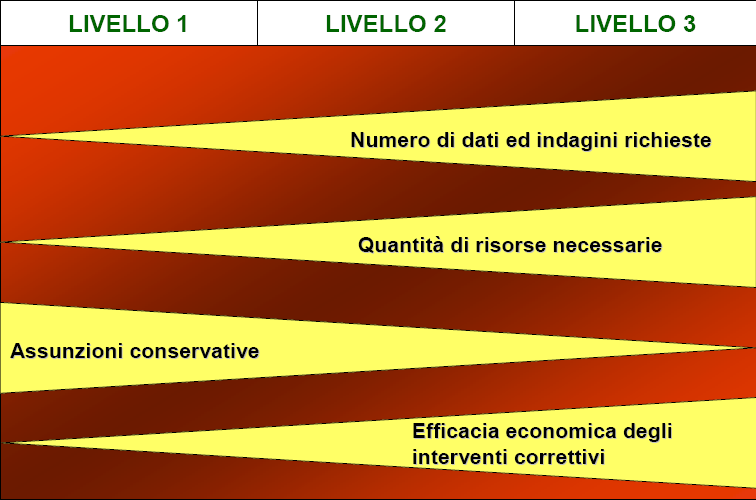 LIVELLO 1 LIVELLO 2 LIVELLO 3
Numero di dati ed indagini richieste
Quantità di risorse necessarie
Assunzioni conservative
Efficacia economica degli
interventi correttivi